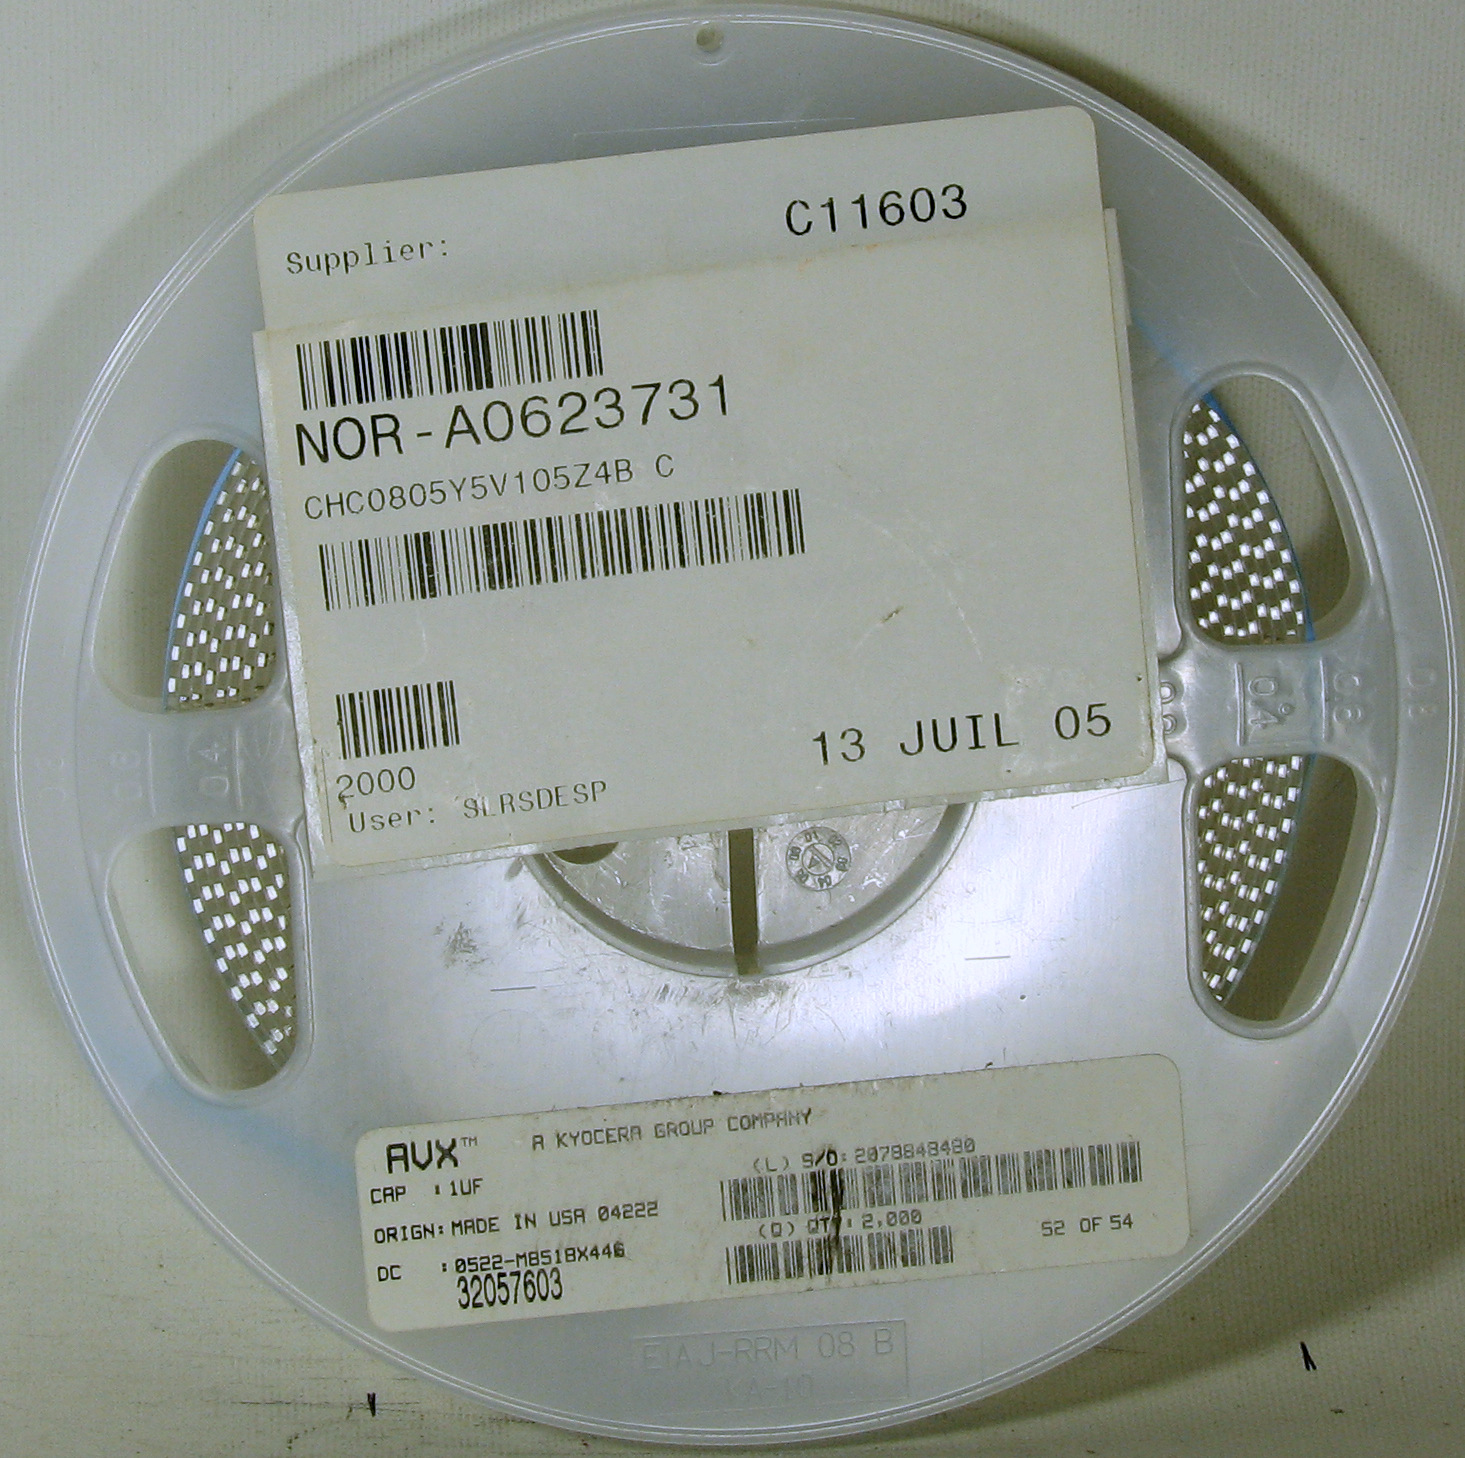 C11603
Supplier:
NOR-A0623731
CHC0805Y5V105Z4B C
2000
13 JUIL 05
User: SLRSDESP
AVX™ A KYOCERA GROUP COMPANY
(L) S/O: 2078848480
CAP : 1UF
ORIGN: MADE IN USA 04222
(Q) QTY: 2,000
52 OF 54
DC : 0522-M8518X446
32057603
EIAJ-RRM 08 B